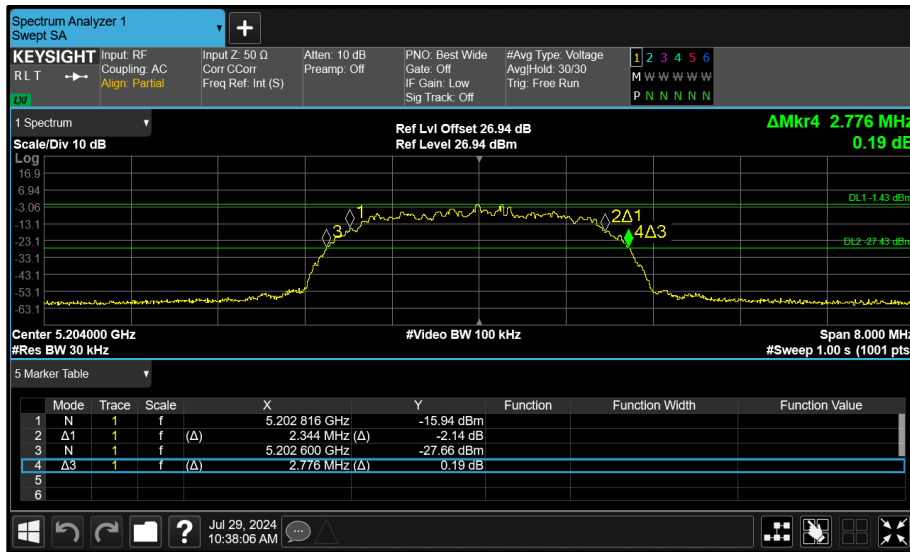 Spectrum Analyzer 1
Swept SA
+
KEYSIGHT
R L T
LXI
Input: RF
Coupling: AC
Align: Partial
Input Z: 50 Ω
Corr CCorr
Freq Ref: Int (S)
Atten: 10 dB
Preamp: Off
PNO: Best Wide
Gate: Off
IF Gain: Low
Sig Track: Off
#Avg Type: Voltage
Avg|Hold: 30/30
Trig: Free Run
1 2 3 4 5 6
M W W W W W
P N N N N N
1 Spectrum
Scale/Div 10 dB
Ref Lvl Offset 26.94 dB
Ref Level 26.94 dBm
ΔMkr4 2.776 MHz
0.19 dB
Log
16.9
6.94
-3.06
-13.1
-23.1
-33.1
-43.1
-53.1
-63.1
DL1 -1.43 dBm
DL2 -27.43 dBm
1
3
2Δ1
4Δ3
Center 5.204000 GHz
#Video BW 100 kHz
Span 8.000 MHz
#Res BW 30 kHz
#Sweep 1.00 s (1001 pts
5 Marker Table
Mode Trace Scale X Y Function Function Width Function Value
1 N 1 f 5.202 816 GHz -15.94 dBm
2 Δ1 1 f (Δ) 2.344 MHz (Δ) -2.14 dB
3 N 1 f 5.202 600 GHz -27.66 dBm
4 Δ3 1 f (Δ) 2.776 MHz (Δ) 0.19 dB
5
6
?
Jul 29, 2024
10:38:06 AM